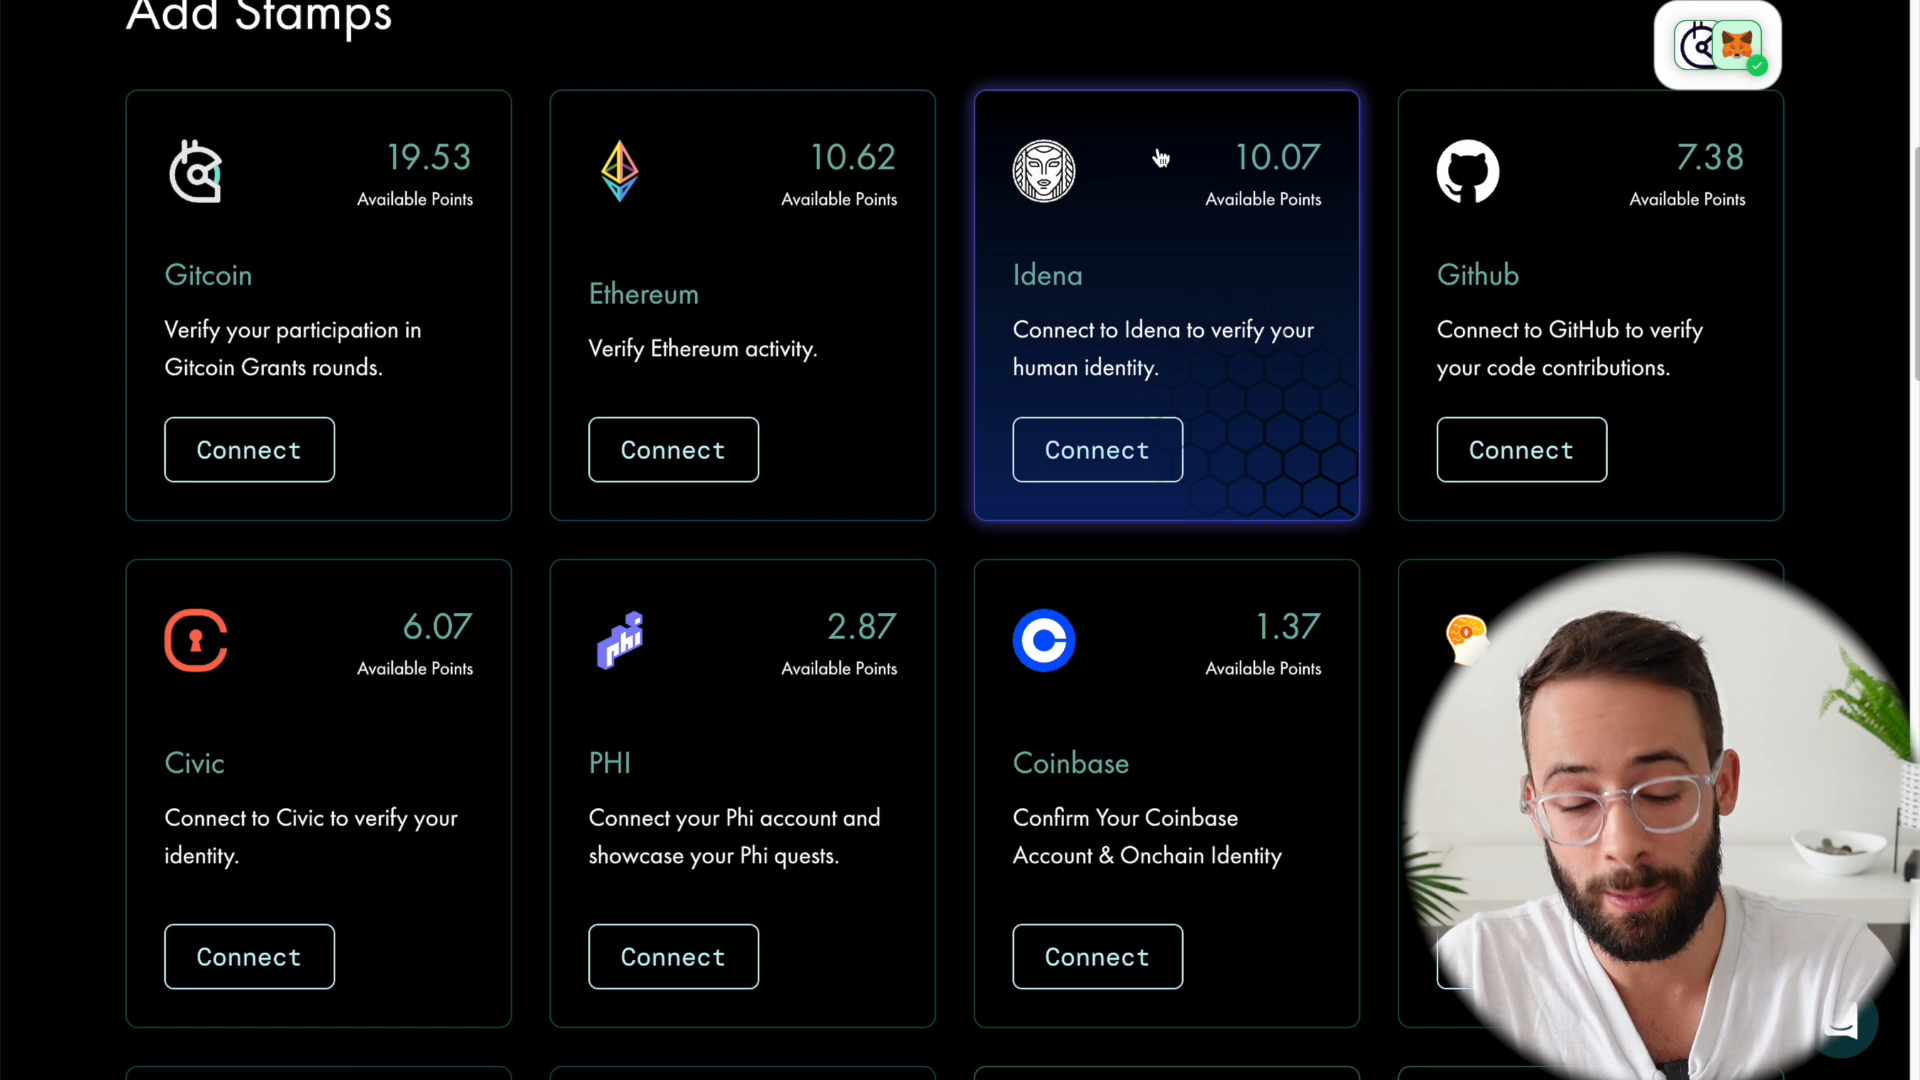 Add Stamps
19.53
Available Points
Gitcoin
Verify your participation in
Gitcoin Grants rounds.
Connect
10.62
Available Points
Ethereum
Verify Ethereum activity.
Connect
10.07
Available Points
Idena
Connect to Idena to verify your
human identity.
Connect
7.38
Available Points
Github
Connect to GitHub to verify
your code contributions.
Connect
6.07
Available Points
Civic
Connect to Civic to verify your
identity.
Connect
phi
2.87
Available Points
PHI
Connect your Phi account and
showcase your Phi quests.
Connect
1.37
Available Points
Coinbase
Confirm Your Coinbase
Account & Onchain Identity
Connect